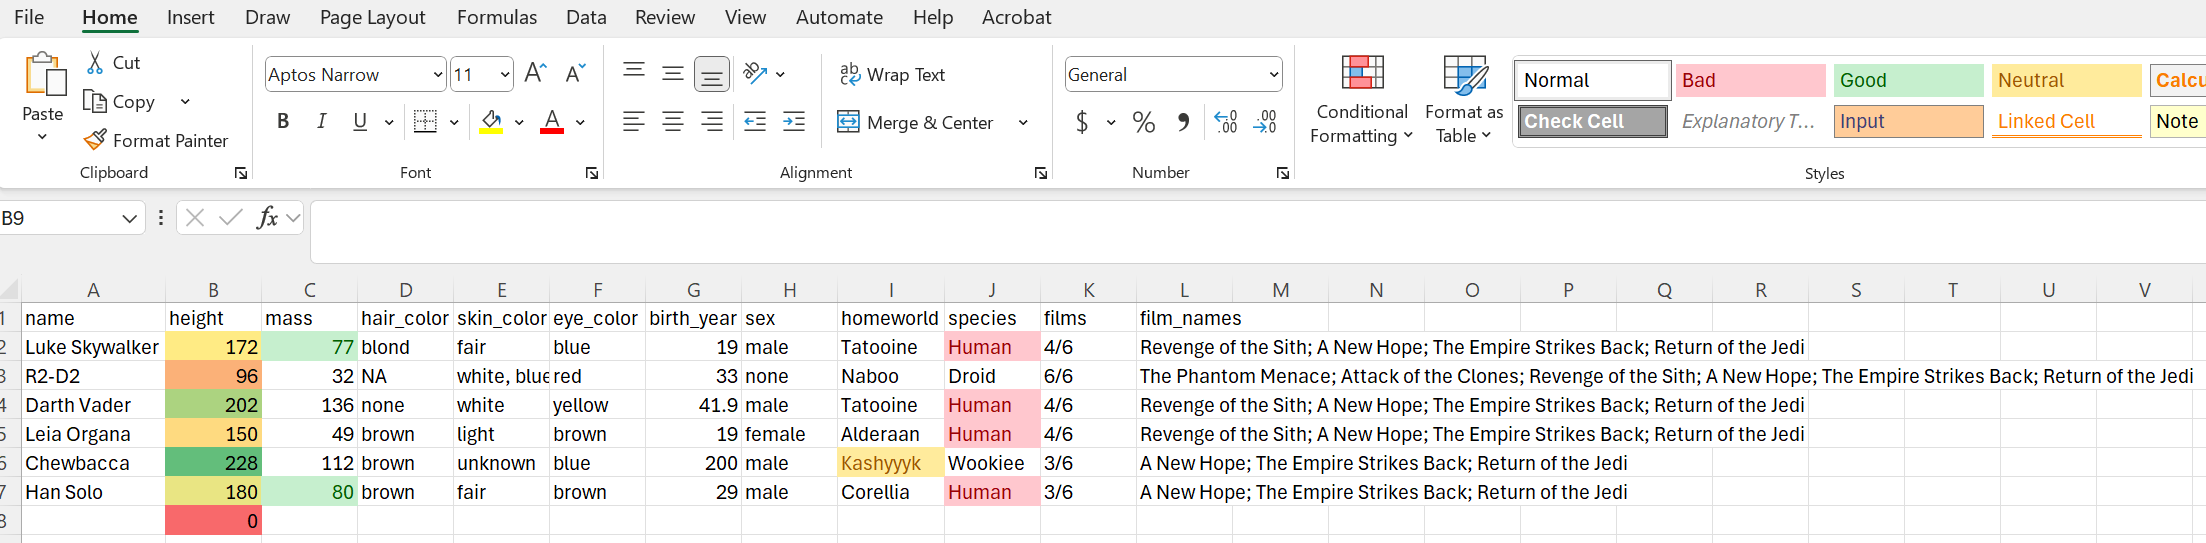 File Home Insert Draw Page Layout Formulas Data Review View Automate Help Acrobat
Paste Cut Copy Format Painter Clipboard
Aptos Narrow 11 A A B I U A Font
ab c Wrap Text Merge & Center Alignment
General $ % 9 .00 Number
Conditional Formatting Format as Table
Normal Bad Good Neutral
Check Cell Explanatory T... Input Linked Cell Note
Styles
B9 fx
A B C D E F G H I J K L M N O P Q R S T U V
1 name height mass hair_color skin_color eye_color birth_year sex homeworld species films film_names
2 Luke Skywalker 172 77 blond fair blue 19 male Tatooine Human 4/6 Revenge of the Sith; A New Hope; The Empire Strikes Back; Return of the Jedi
3 R2-D2 96 32 NA white, blue red 33 none Naboo Droid 6/6 The Phantom Menace; Attack of the Clones; Revenge of the Sith; A New Hope; The Empire Strikes Back; Return of the Jedi
4 Darth Vader 202 136 none white yellow 41.9 male Tatooine Human 4/6 Revenge of the Sith; A New Hope; The Empire Strikes Back; Return of the Jedi
5 Leia Organa 150 49 brown light brown 19 female Alderaan Human 4/6 Revenge of the Sith; A New Hope; The Empire Strikes Back; Return of the Jedi
6 Chewbacca 228 112 brown unknown blue 200 male Kashyyyk Wookiee 3/6 A New Hope; The Empire Strikes Back; Return of the Jedi
7 Han Solo 180 80 brown fair brown 29 male Corellia Human 3/6 A New Hope; The Empire Strikes Back; Return of the Jedi
8 0